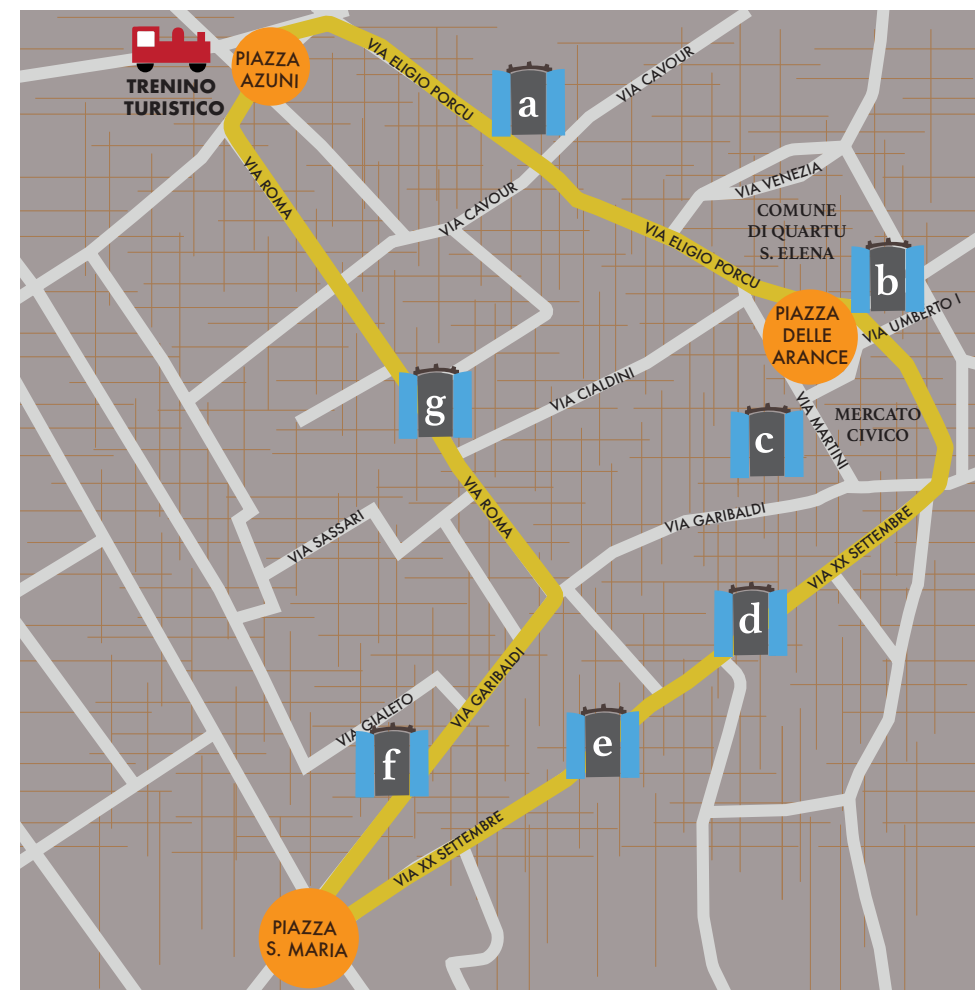 TRENINO
TURISTICO
PIAZZA
AZUNI
VIA ELIGIO PORCU
a
VIA CAVOUR
VIA ROMA
VIA CAVOUR
VIA VENEZIA
COMUNE
DI QUARTU
S. ELENA
VIA ELIGIO PORCU
b
PIAZZA
DELLE
ARANCE
VIA UMBERTO I
g
VIA CIALDINI
VIA MARTINI
MERCATO
CIVICO
c
VIA ROMA
VIA SASSARI
VIA GARIBALDI
VIA XX SETTEMBRE
d
VIA GARIBALDI
VIA GIALETO
f
e
VIA XX SETTEMBRE
PIAZZA
S. MARIA